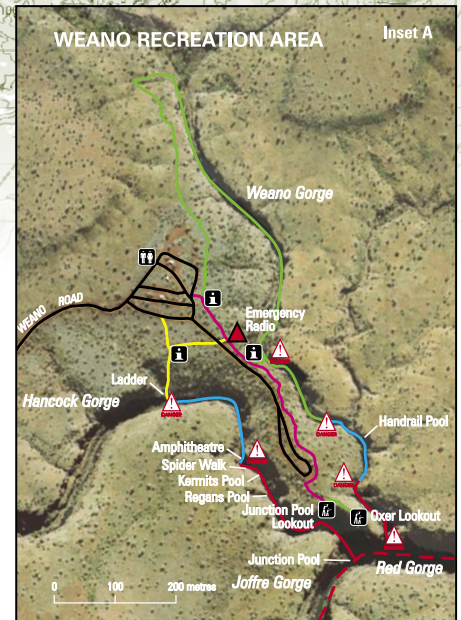 WEANO RECREATION AREA
Inset A
Weano Gorge
WEANO ROAD
i
Emergency
Radio
i
i
Ladder
Hancock Gorge
DANGER
DANGER
Handrail Pool
Amphitheatre
Spider Walk
Kermits Pool
Regans Pool
DANGER
Junction Pool
Lookout
Oxer Lookout
Junction Pool
Red Gorge
Joffre Gorge
0 100 200 metres